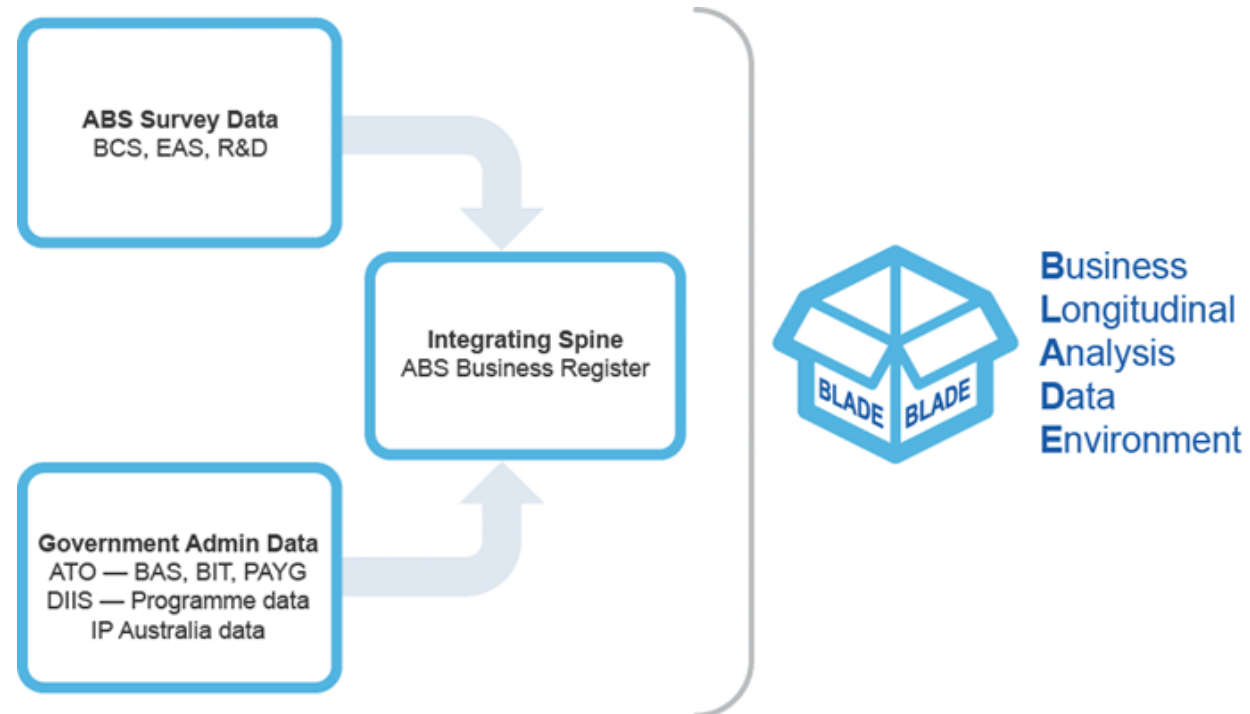 ABS Survey Data
BCS, EAS, R&D
Integrating Spine
ABS Business Register
Government Admin Data
ATO — BAS, BIT, PAYG
DIIS — Programme data
IP Australia data
BLADE BLADE
Business
Longitudinal
Analysis
Data
Environment